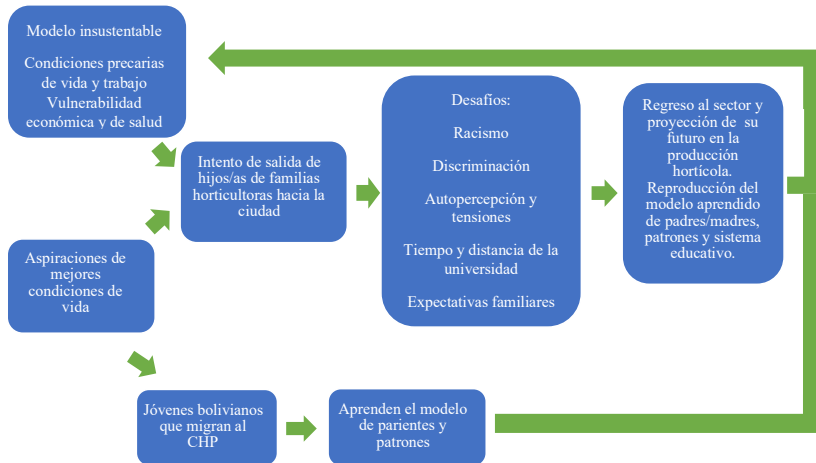 Modelo insustentable
Condiciones precarias
de vida y trabajo
Vulnerabilidad
económica y de salud
Intento de salida de
hijos/as de familias
horticultoras hacia la
ciudad
Aspiraciones de
mejores
condiciones de
vida
Desafíos:
Racismo
Discriminación
Autopercepción y
tensiones
Tiempo y distancia de la
universidad
Expectativas familiares
Regreso al sector y
proyección de su
futuro en la
producción
hortícola.
Reproducción del
modelo aprendido
de padres/madres,
patrones y sistema
educativo.
Jóvenes bolivianos
que migran al
CHP
Aprenden el modelo
de parientes y
patrones